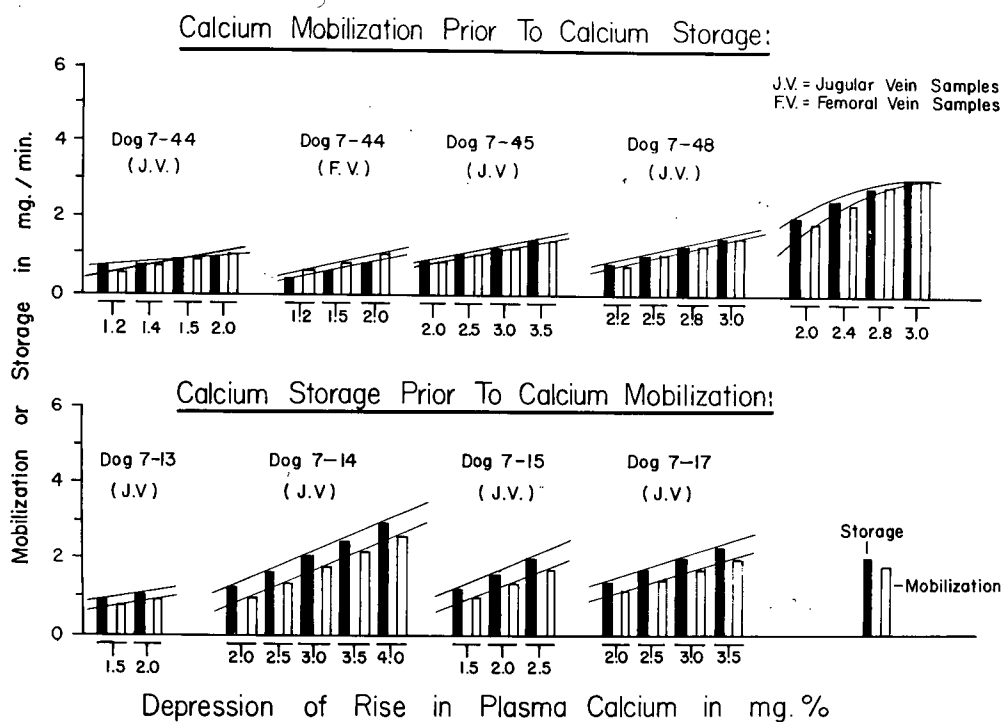 Calcium Mobilization Prior To Calcium Storage:
J.V. = Jugular Vein Samples
F.V. = Femoral Vein Samples
Mobilization or Storage in mg. / min.
6
4
2
0
Dog 7-44
(J.V.)
Dog 7-44
(F.V.)
Dog 7-45
(J.V)
Dog 7-48
(J.V.)
1.2 1.4 1.5 2.0
1.2 1.5 2.0
2.0 2.5 3.0 3.5
2.2 2.5 2.8 3.0
2.0 2.4 2.8 3.0
Calcium Storage Prior To Calcium Mobilization:
6
4
2
0
Dog 7-13
(J.V)
Dog 7-14
(J.V)
Dog 7-15
(J.V.)
Dog 7-17
(J.V)
Storage
Mobilization
1.5 2.0
2.0 2.5 3.0 3.5 4.0
1.5 2.0 2.5
2.0 2.5 3.0 3.5
Depression of Rise in Plasma Calcium in mg. %